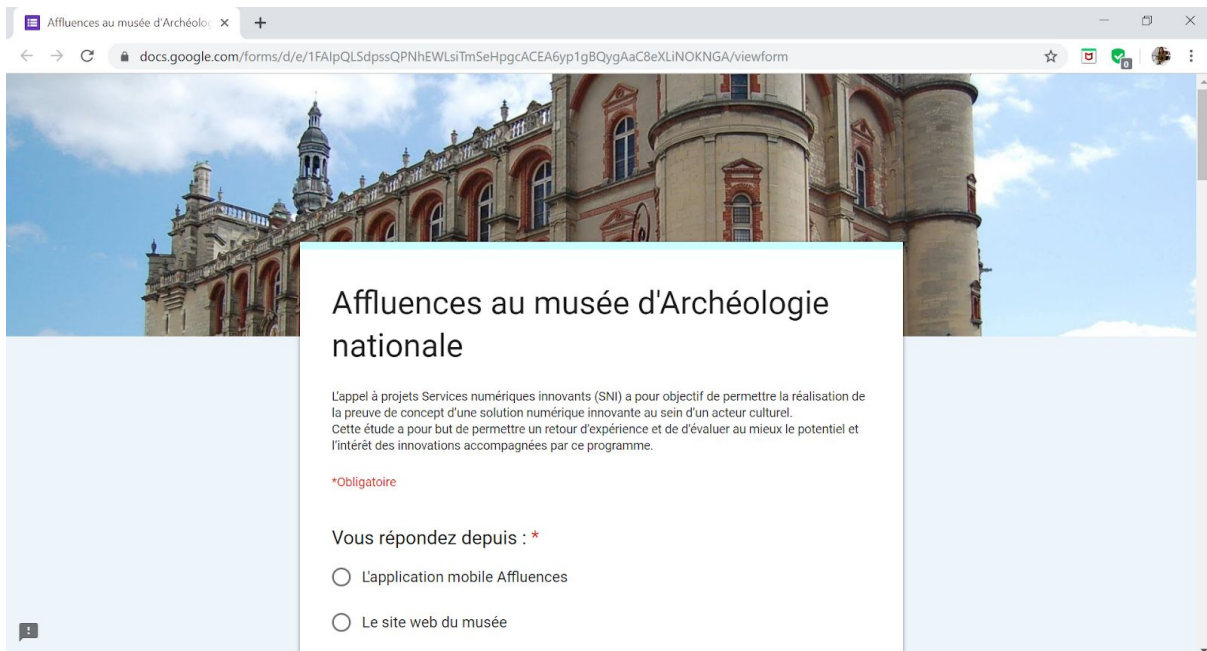 Affluences au musée d'Archéolog
docs.google.com/forms/d/e/1FAIpQLSdpssQPNhEWLsiTmSeHpgcACEA6yp1gBQygAaC8eXLiNOKNGA/viewform
0
Affluences au musée d'Archéologie
nationale
L'appel à projets Services numériques innovants (SNI) a pour objectif de permettre la réalisation de
la preuve de concept d'une solution numérique innovante au sein d'un acteur culturel.
Cette étude a pour but de permettre un retour d'expérience et de d'évaluer au mieux le potentiel et
l'intérêt des innovations accompagnées par ce programme.
*Obligatoire
Vous répondez depuis : *
L'application mobile Affluences
Le site web du musée